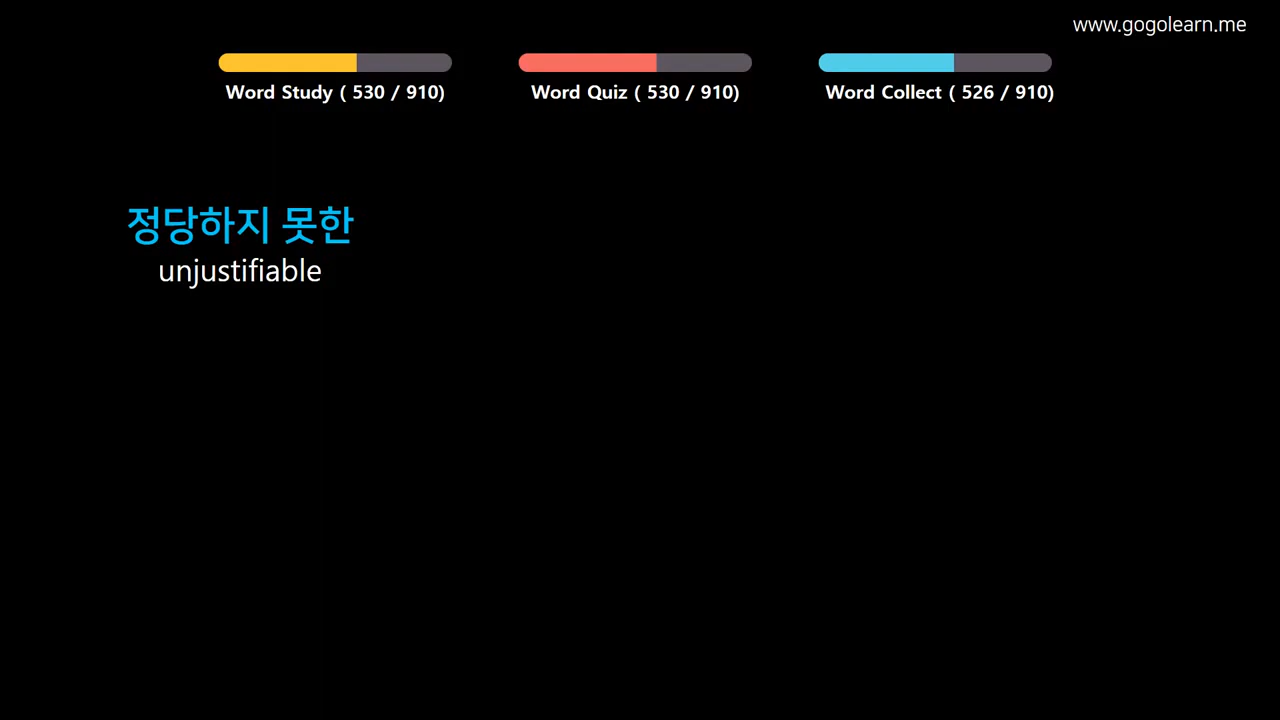 www.gogolearn.me
Word Study ( 530 / 910)
Word Quiz ( 530 / 910)
Word Collect ( 526 / 910)
정당하지 못한
unjustifiable